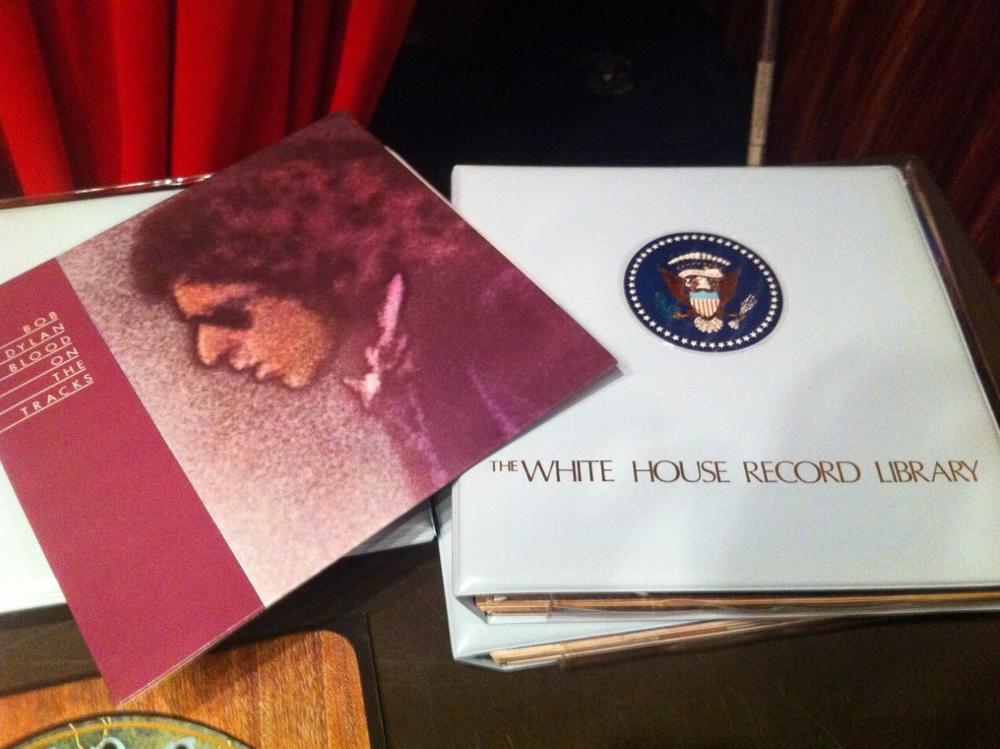 BOB
DYLAN
BLOOD
ON
THE
TRACKS
THE WHITE HOUSE RECORD LIBRARY